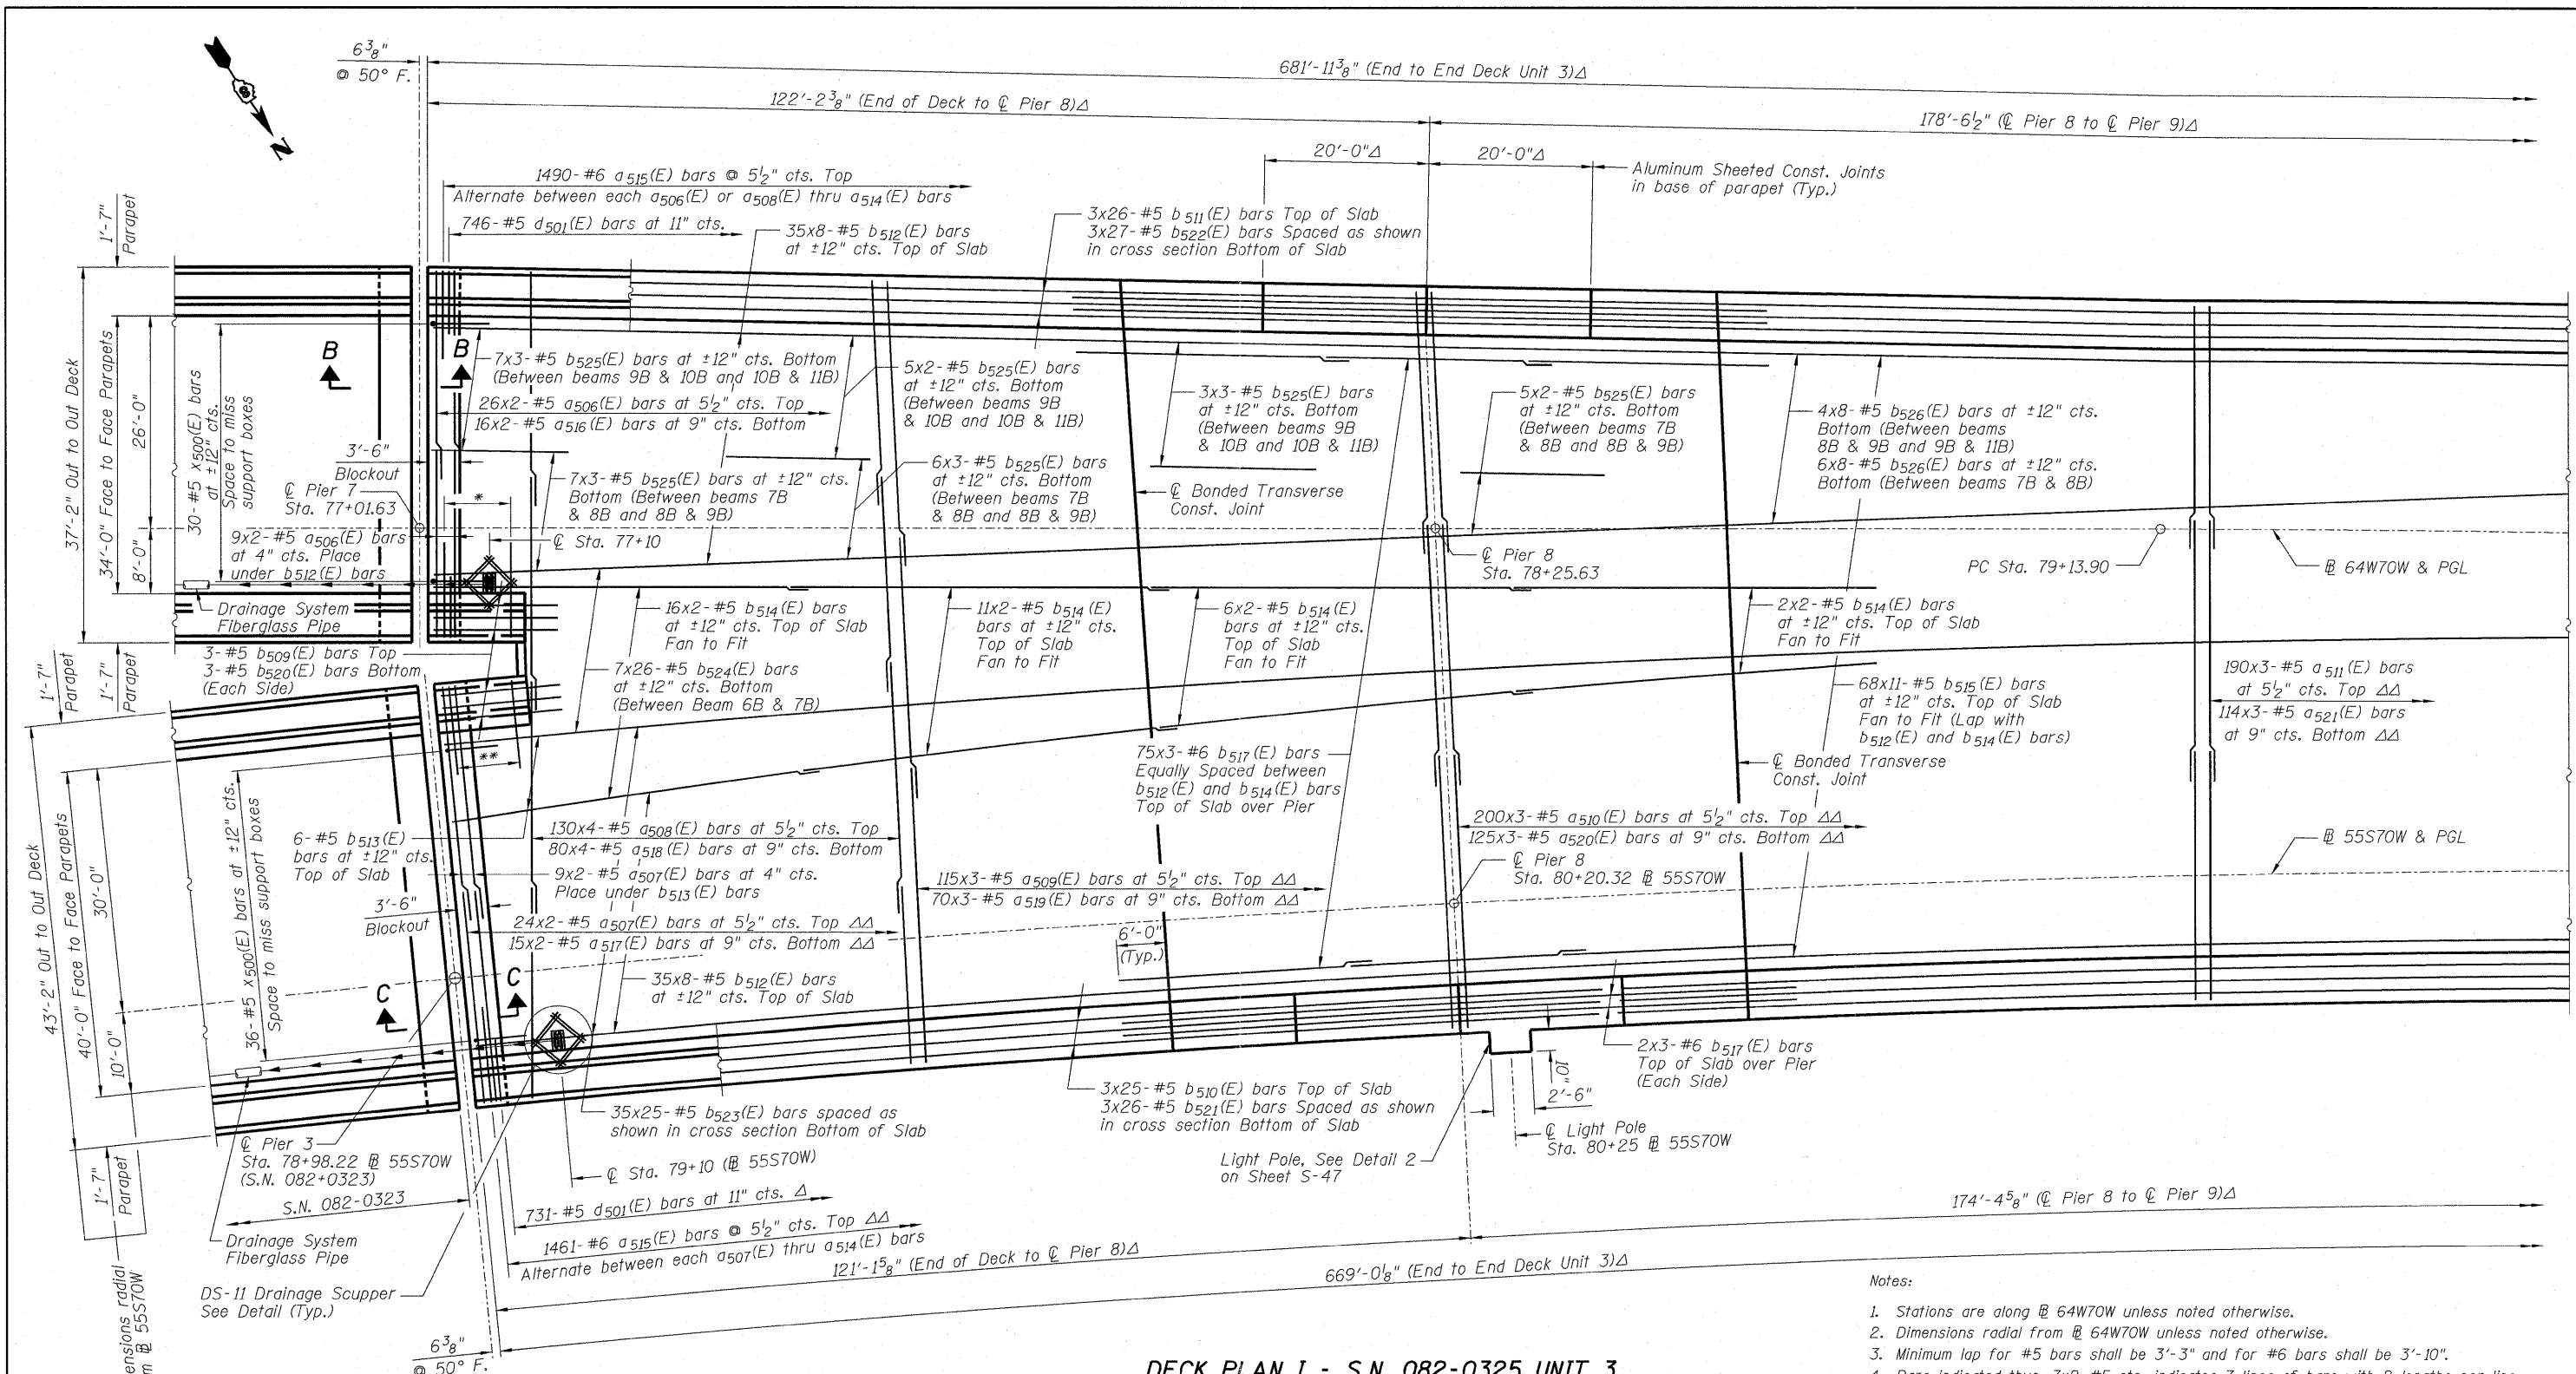 6 3/8"
@ 50° F.
681'-11 3/8" (End to End Deck Unit 3)Δ
122'-2 3/8" (End of Deck to ℄ Pier 8)Δ
178'-6 1/2" (℄ Pier 8 to ℄ Pier 9)Δ
20'-0"Δ
20'-0"Δ
Aluminum Sheeted Const. Joints
in base of parapet (Typ.)
N
1490-#6 a515(E) bars @ 5 1/2" cts. Top
Alternate between each a506(E) or a508(E) thru a514(E) bars
746-#5 d501(E) bars at 11" cts.
35x8-#5 b512(E) bars
at ±12" cts. Top of Slab
3x26-#5 b511(E) bars Top of Slab
3x27-#5 b522(E) bars Spaced as shown
in cross section Bottom of Slab
1'-7"
Parapet
37'-2" Out to Out Deck
34'-0" Face to Face Parapets
26'-0"
8'-0"
30-#5 x500(E) bars
at ±12" cts.
Space to miss
support boxes
B
B
7x3-#5 b525(E) bars at ±12" cts. Bottom
(Between beams 9B & 10B and 10B & 11B)
26x2-#5 a506(E) bars at 5 1/2" cts. Top
16x2-#5 a516(E) bars at 9" cts. Bottom
5x2-#5 b525(E) bars
at ±12" cts. Bottom
(Between beams 9B
& 10B and 10B & 11B)
3x3-#5 b525(E) bars
at ±12" cts. Bottom
(Between beams 9B
& 10B and 10B & 11B)
5x2-#5 b525(E) bars
at ±12" cts. Bottom
(Between beams 7B
& 8B and 8B & 9B)
4x8-#5 b526(E) bars at ±12" cts.
Bottom (Between beams
8B & 9B and 9B & 11B)
6x8-#5 b526(E) bars at ±12" cts.
Bottom (Between beams 7B & 8B)
3'-6"
Blockout
℄ Pier 7
Sta. 77+01.63
*
7x3-#5 b525(E) bars at ±12" cts.
Bottom (Between beams 7B
& 8B and 8B & 9B)
6x3-#5 b525(E) bars
at ±12" cts. Bottom
(Between beams 7B
& 8B and 8B & 9B)
℄ Bonded Transverse
Const. Joint
9x2-#5 a506(E) bars
at 4" cts. Place
under b512(E) bars
℄ Sta. 77+10
℄ Pier 8
Sta. 78+25.63
PC Sta. 79+13.90
℄ 64W70W & PGL
Drainage System
Fiberglass Pipe
16x2-#5 b514(E) bars
at ±12" cts. Top of Slab
Fan to Fit
11x2-#5 b514(E)
bars at ±12" cts.
Top of Slab
Fan to Fit
6x2-#5 b514(E)
bars at ±12" cts.
Top of Slab
Fan to Fit
2x2-#5 b514(E) bars
at ±12" cts. Top of Slab
Fan to Fit
3-#5 b509(E) bars Top
3-#5 b520(E) bars Bottom
(Each Side)
1'-7"
Parapet
1'-7"
Parapet
7x26-#5 b524(E) bars
at ±12" cts. Bottom
(Between Beam 6B & 7B)
68x11-#5 b515(E) bars
at ±12" cts. Top of Slab
Fan to Fit (Lap with
b512(E) and b514(E) bars)
190x3-#5 a511(E) bars
at 5 1/2" cts. Top ΔΔ
114x3-#5 a521(E) bars
at 9" cts. Bottom ΔΔ
**
75x3-#6 b517(E) bars
Equally Spaced between
b512(E) and b514(E) bars
Top of Slab over Pier
℄ Bonded Transverse
Const. Joint
43'-2" Out to Out Deck
40'-0" Face to Face Parapets
30'-0"
10'-0"
36-#5 x500(E) bars at ±12" cts.
Space to miss support boxes
6-#5 b513(E)
bars at ±12" cts.
Top of Slab
130x4-#5 a508(E) bars at 5 1/2" cts. Top
80x4-#5 a518(E) bars at 9" cts. Bottom
200x3-#5 a510(E) bars at 5 1/2" cts. Top ΔΔ
125x3-#5 a520(E) bars at 9" cts. Bottom ΔΔ
℄ 55S70W & PGL
9x2-#5 a507(E) bars at 4" cts.
Place under b513(E) bars
115x3-#5 a509(E) bars at 5 1/2" cts. Top ΔΔ
70x3-#5 a519(E) bars at 9" cts. Bottom ΔΔ
℄ Pier 8
Sta. 80+20.32 ℄ 55S70W
3'-6"
Blockout
24x2-#5 a507(E) bars at 5 1/2" cts. Top ΔΔ
15x2-#5 a517(E) bars at 9" cts. Bottom ΔΔ
6'-0"
(Typ.)
C
C
35x8-#5 b512(E) bars
at ±12" cts. Top of Slab
2x3-#6 b517(E) bars
Top of Slab over Pier
(Each Side)
10"
2'-6"
35x25-#5 b523(E) bars spaced as
shown in cross section Bottom of Slab
3x25-#5 b510(E) bars Top of Slab
3x26-#5 b521(E) bars Spaced as shown
in cross section Bottom of Slab
℄ Light Pole
Sta. 80+25 ℄ 55S70W
℄ Pier 3
Sta. 78+98.22 ℄ 55S70W
(S.N. 082+0323)
℄ Sta. 79+10 (℄ 55S70W)
Light Pole, See Detail 2
on Sheet S-47
1'-7"
Parapet
S.N. 082-0323
731-#5 d501(E) bars at 11" cts. Δ
174'-4 5/8" (℄ Pier 8 to ℄ Pier 9)Δ
Drainage System
Fiberglass Pipe
1461-#6 a515(E) bars @ 5 1/2" cts. Top ΔΔ
Alternate between each a507(E) thru a514(E) bars
121'-1 5/8" (End of Deck to ℄ Pier 8)Δ
669'-0 1/8" (End to End Deck Unit 3)Δ
DS-11 Drainage Scupper
See Detail (Typ.)
ensions radial
m ℄ 55S70W
6 3/8"
@ 50° F.
DECK PLAN I - S.N. 082-0325 UNIT 3
Notes:
1. Stations are along ℄ 64W70W unless noted otherwise.
2. Dimensions radial from ℄ 64W70W unless noted otherwise.
3. Minimum lap for #5 bars shall be 3'-3" and for #6 bars shall be 3'-10".